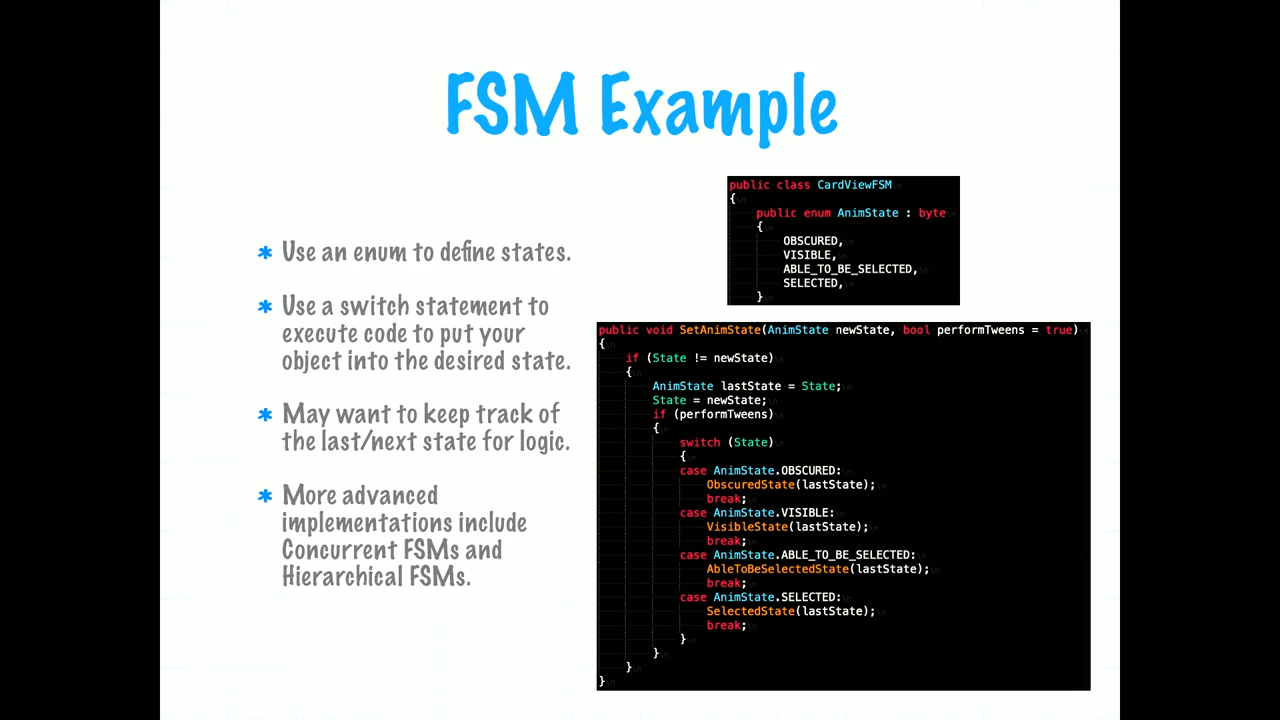 FSM Example
* Use an enum to define states.
* Use a switch statement to
execute code to put your
object into the desired state.
* May want to keep track of
the last/next state for logic.
* More advanced
implementations include
Concurrent FSMs and
Hierarchical FSMs.
public class CardViewFSM\n
{\n
    public enum AnimState : byte\n
    {\n
        OBSCURED,\n
        VISIBLE,\n
        ABLE_TO_BE_SELECTED,\n
        SELECTED,\n
    }\n
public void SetAnimState(AnimState newState, bool performTweens = true)\n
{\n
    if (State != newState)\n
    {\n
        AnimState lastState = State;\n
        State = newState;\n
        if (performTweens)\n
        {\n
            switch (State)\n
            {\n
            case AnimState.OBSCURED:\n
                ObscuredState(lastState);\n
                break;\n
            case AnimState.VISIBLE:\n
                VisibleState(lastState);\n
                break;\n
            case AnimState.ABLE_TO_BE_SELECTED:\n
                AbleToBeSelectedState(lastState);\n
                break;\n
            case AnimState.SELECTED:\n
                SelectedState(lastState);\n
                break;\n
            }\n
        }\n
    }\n
}\n